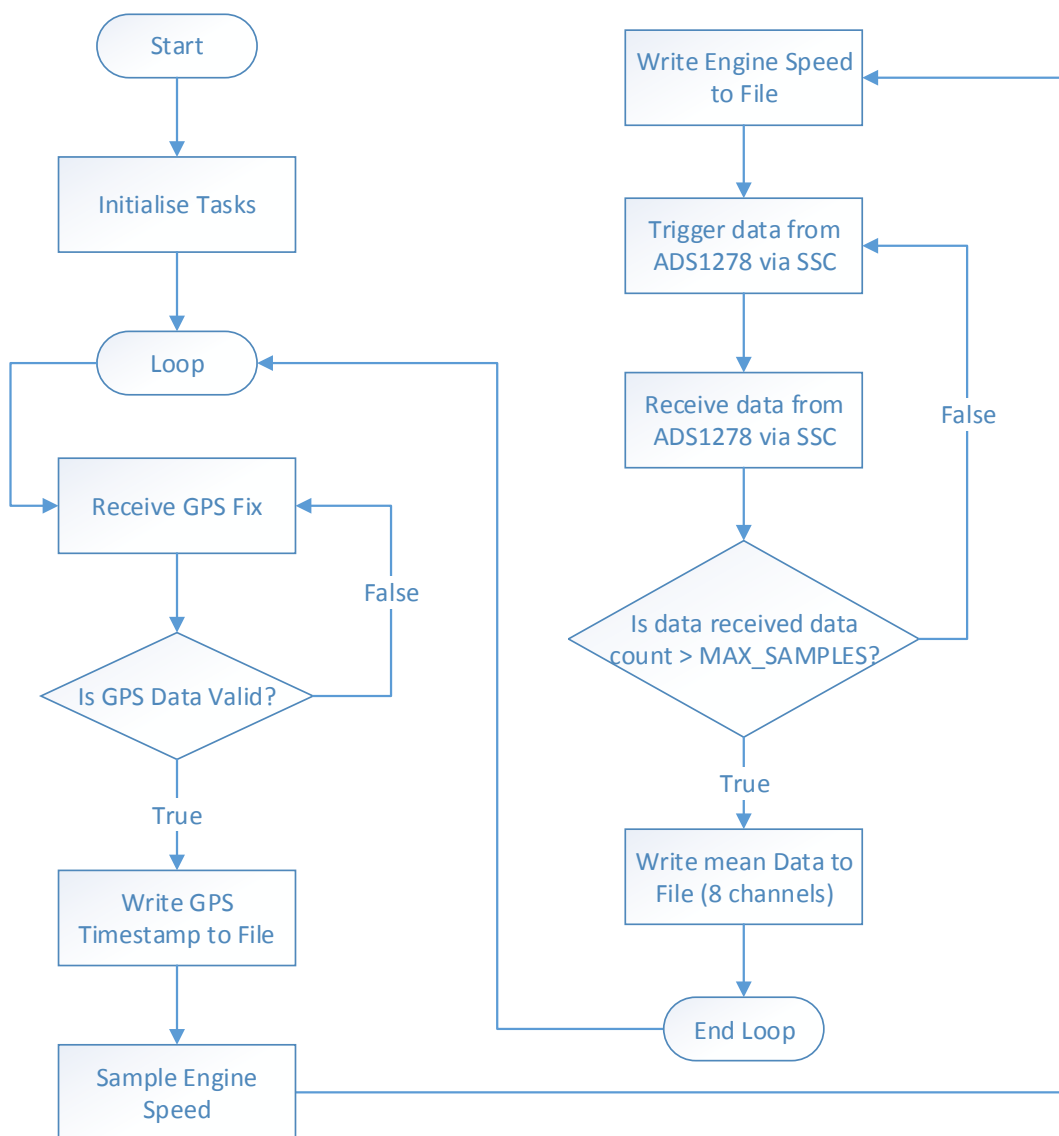 Start
Initialise Tasks
Loop
Receive GPS Fix
False
Is GPS Data Valid?
True
Write GPS
Timestamp to File
Sample Engine
Speed
Write Engine Speed
to File
Trigger data from
ADS1278 via SSC
Receive data from
ADS1278 via SSC
False
Is data received data
count > MAX_SAMPLES?
True
Write mean Data to
File (8 channels)
End Loop